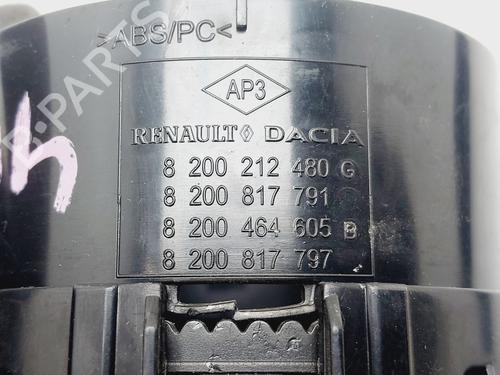 >ABS/PC<
AP3
RENAULT DACIA
8 200 212 480 G
8 200 817 791
8 200 464 605 B
8 200 817 797
B-PARTS